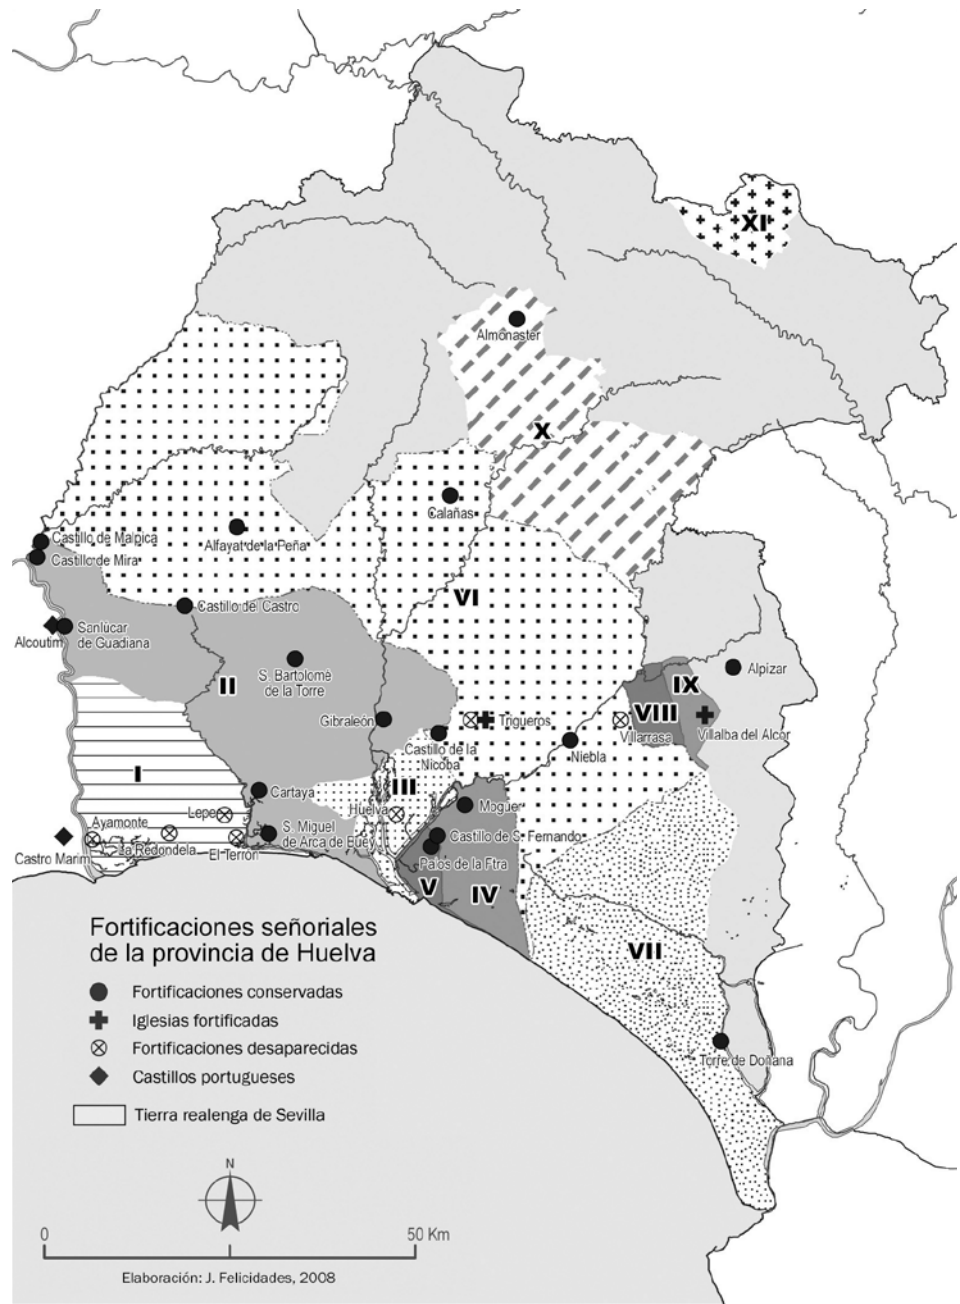 XI
Almonaster
X
Calañas
Castillo de Malpica
Alfayat de la Peña
Castillo de Mira
VI
Castillo del Castro
Alcoutim
Sanlúcar
de Guadiana
S. Bartolomé
de la Torre
Alpízar
II
IX
Gibraleón
Trigueros
VIII
Villarrasa
Villalba del Alcor
Castillo de la
Nicoba
Niebla
I
III
Cartaya
Huelva
Moguer
Lepe
Ayamonte
S. Miguel
de Arca de Buey
Castillo de S. Fernando
Castro Marim
La Redondela
El Terrón
Palos de la Ftra
V
IV
VII
Torre de Doñana
Fortificaciones señoriales
de la provincia de Huelva
Fortificaciones conservadas
Iglesias fortificadas
Fortificaciones desaparecidas
Castillos portugueses
Tierra realenga de Sevilla
N
0
50 Km
Elaboración: J. Felicidades, 2008